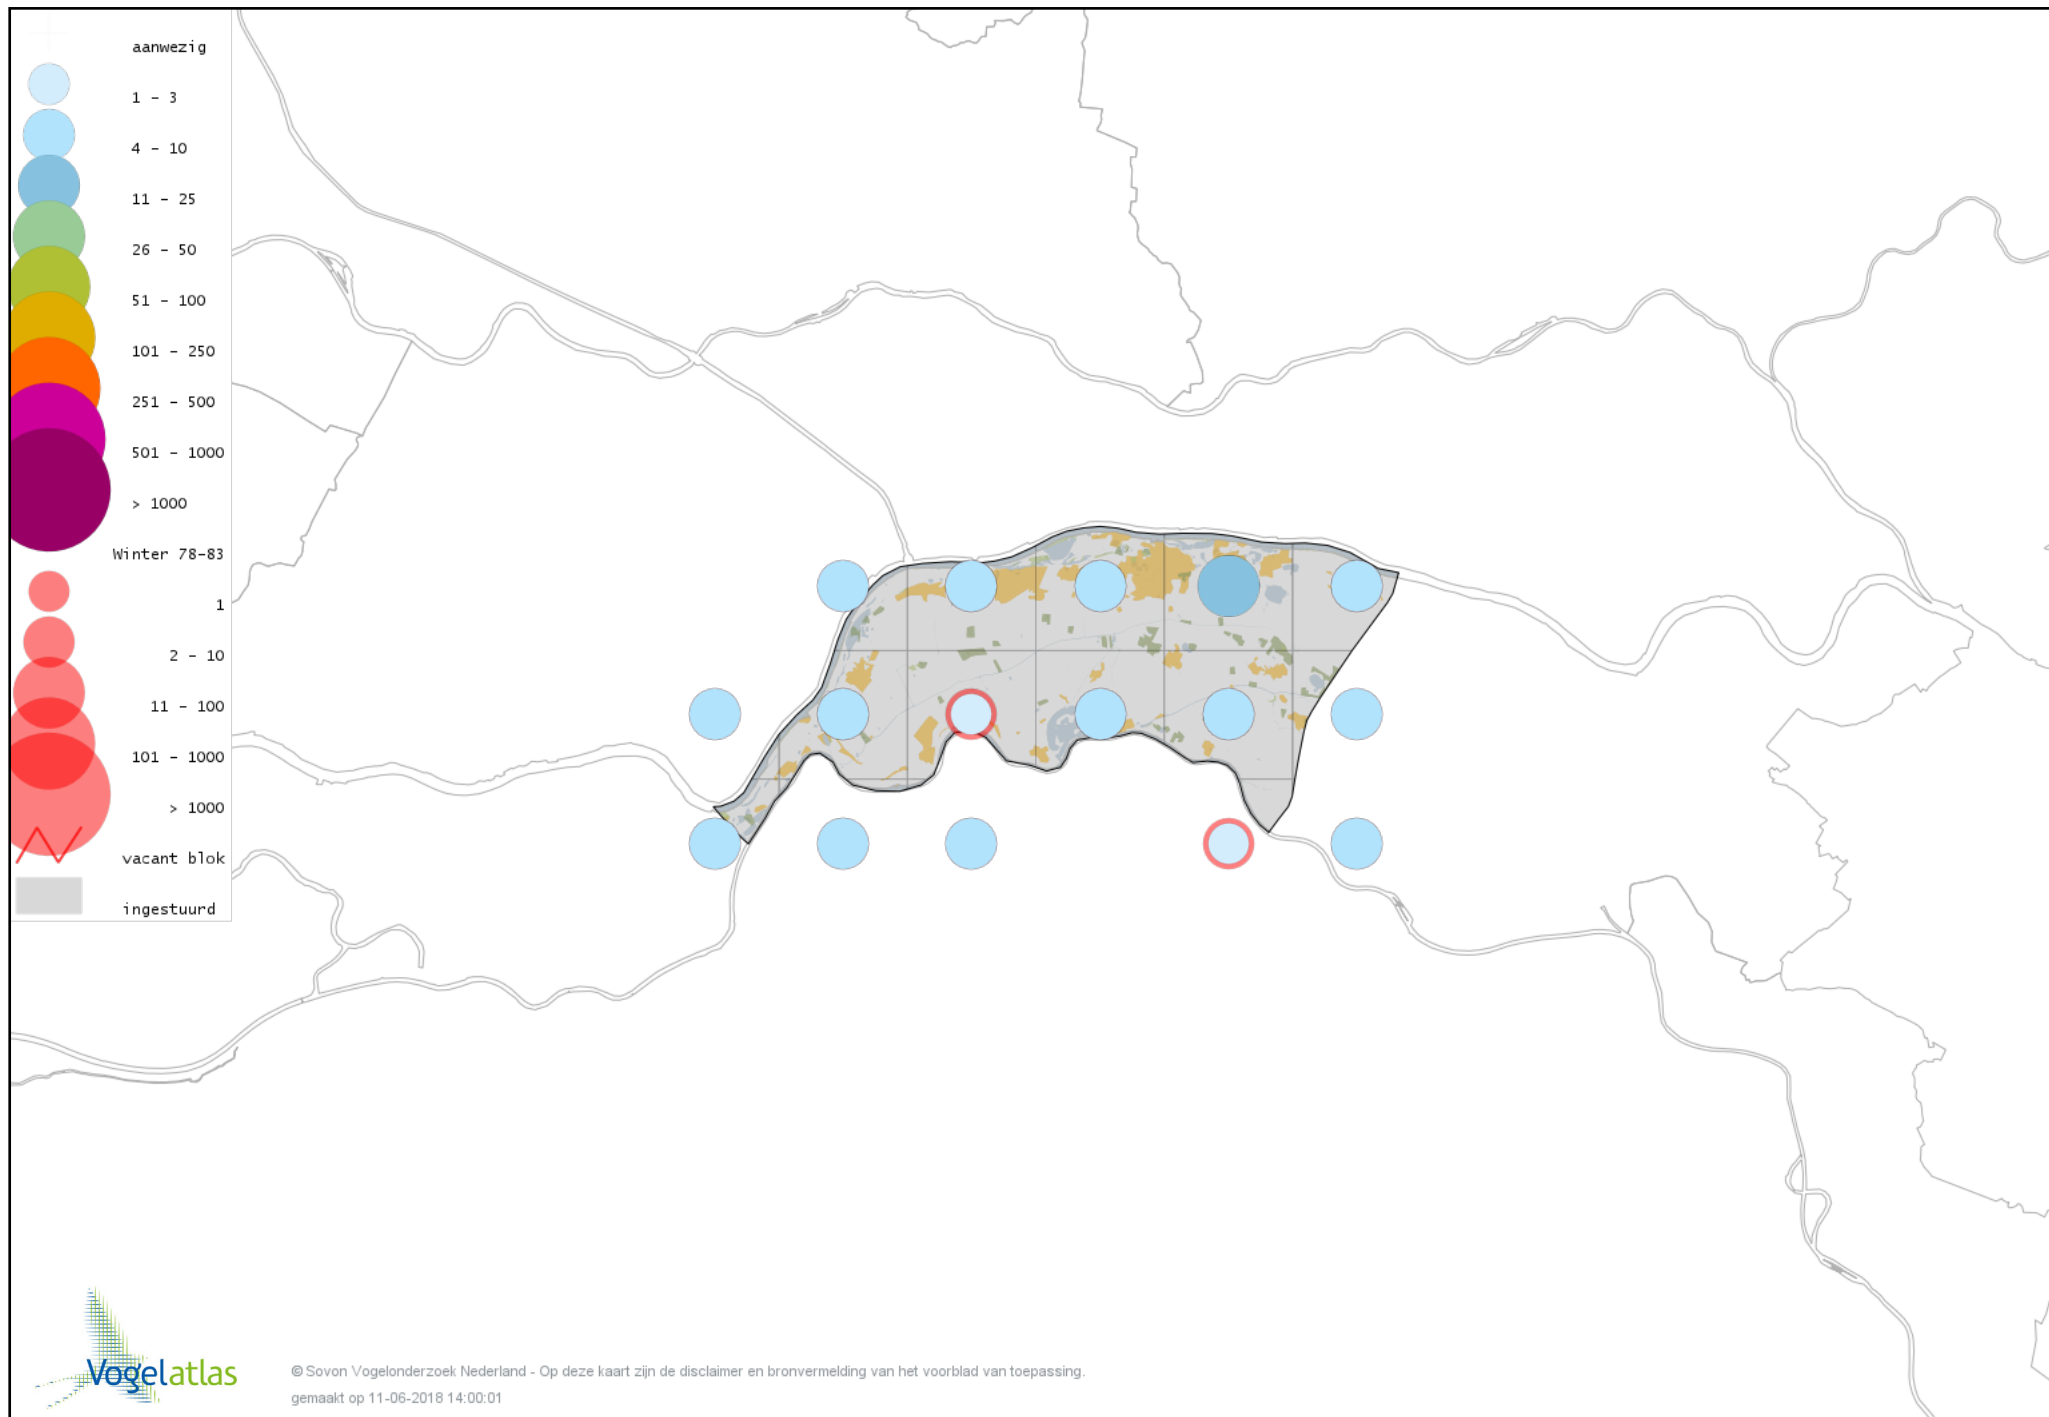 aanwezig
1 - 3
4 - 10
11 - 25
26 - 50
51 - 100
101 - 250
251 - 500
501 - 1000
> 1000
Winter 78-83
1
2 - 10
11 - 100
101 - 1000
> 1000
vacant blok
ingestuurd
Vogelatlas
© Sovon Vogelonderzoek Nederland - Op deze kaart zijn de disclaimer en bronvermelding van het voorblad van toepassing.
gemaakt op 11-06-2018 14:00:01